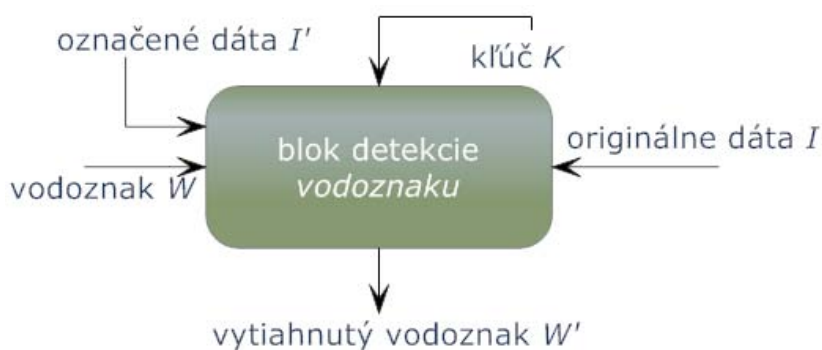 označené dáta I'
kľúč K
blok detekcie
vodoznaku
originálne dáta I
vodoznak W
vytiahnutý vodoznak W'